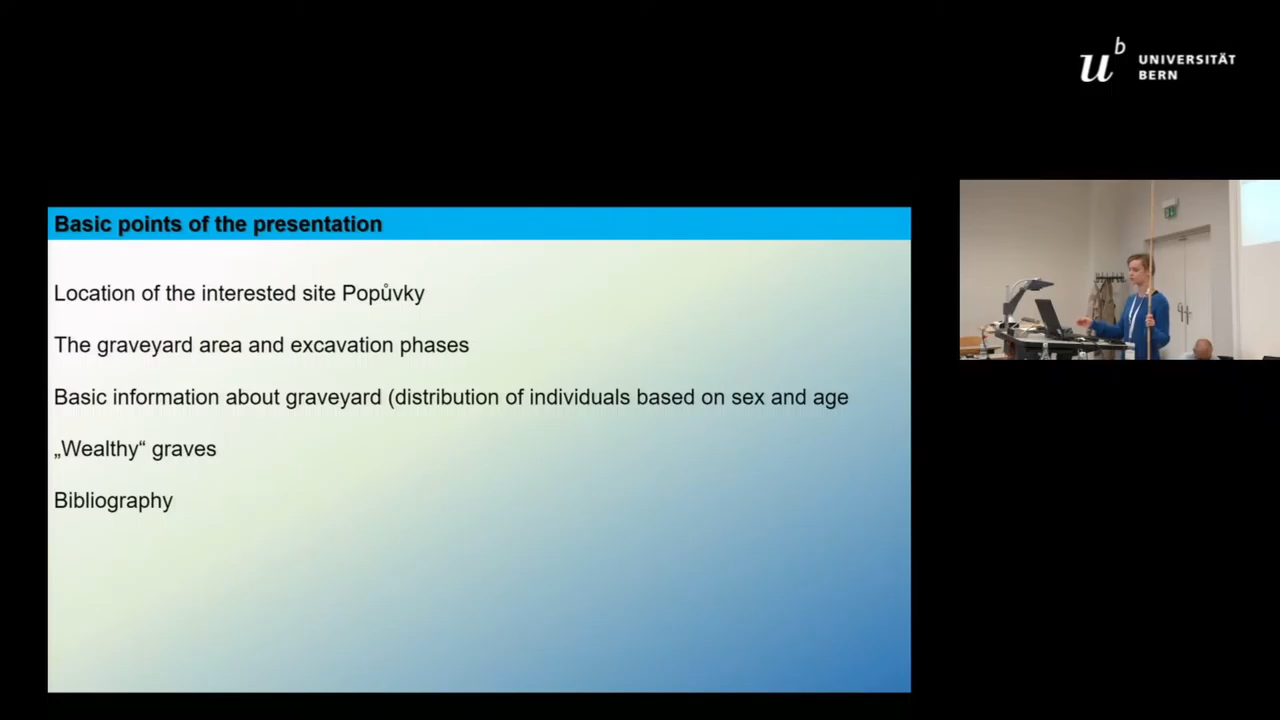 u
b
UNIVERSITÄT
BERN
Basic points of the presentation
Location of the interested site Popůvky
The graveyard area and excavation phases
Basic information about graveyard (distribution of individuals based on sex and age
„Wealthy“ graves
Bibliography